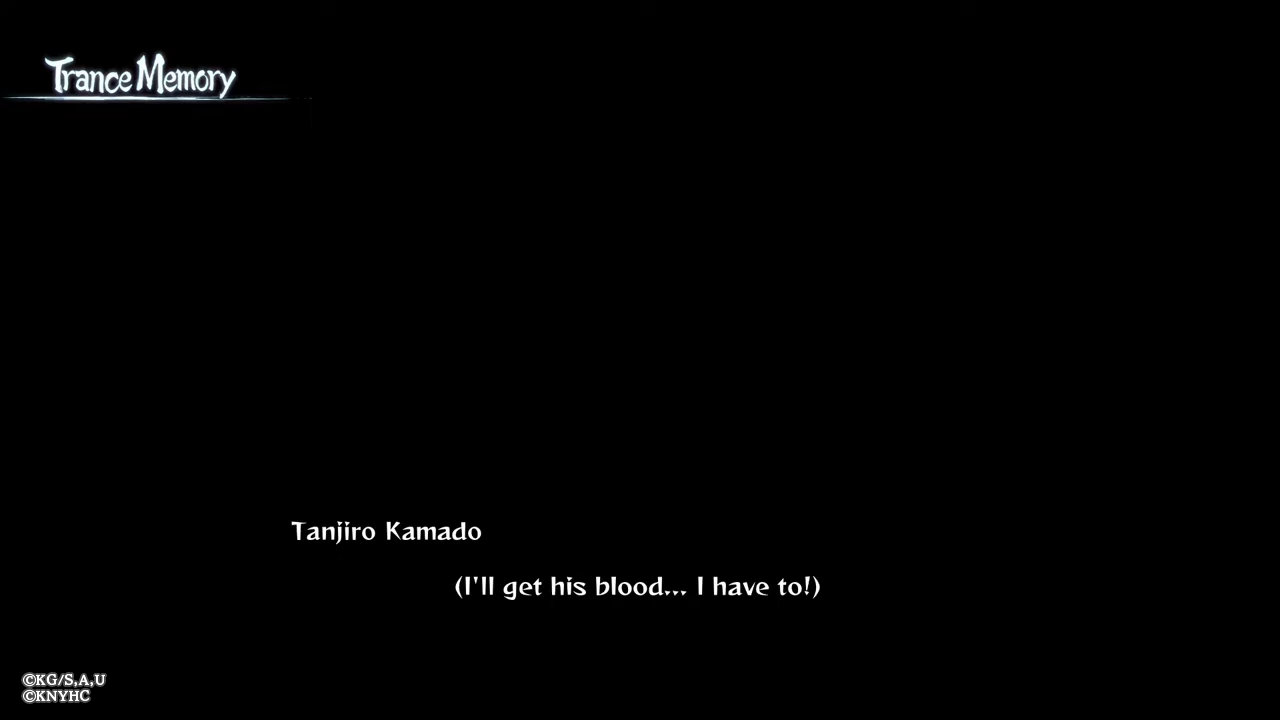 Trance Memory
Tanjiro Kamado
(I'll get his blood... I have to!)
©KG/S,A,U
©KNYHC